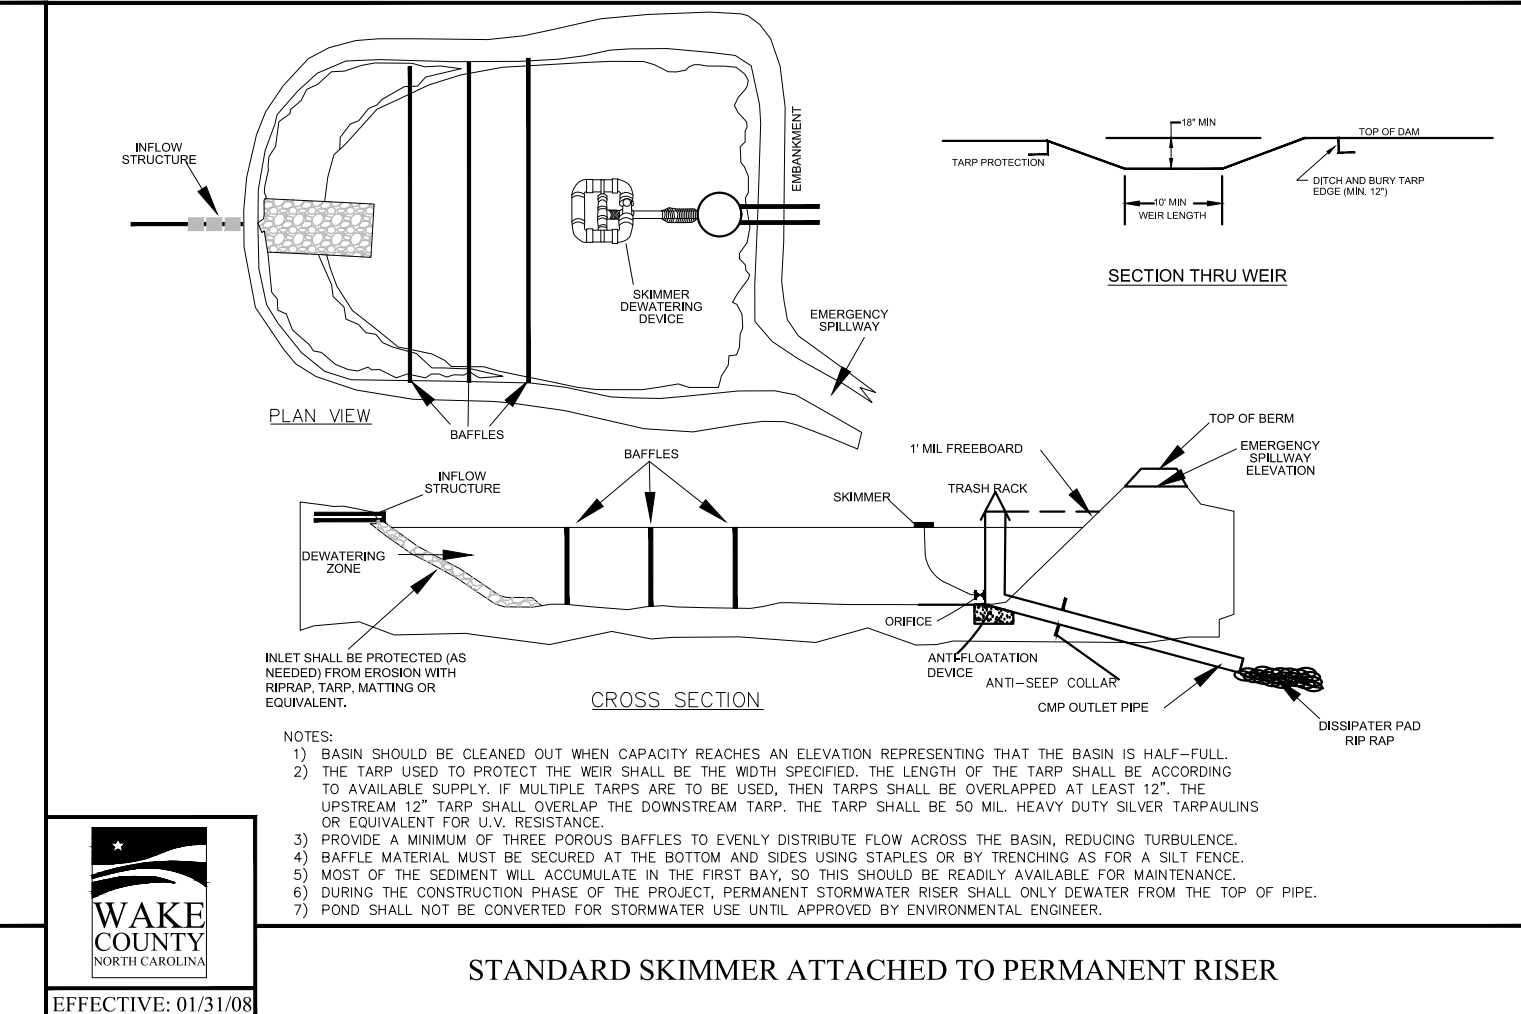 INFLOW
STRUCTURE
EMBANKMENT
SKIMMER
DEWATERING
DEVICE
EMERGENCY
SPILLWAY
PLAN VIEW
BAFFLES
18" MIN
TOP OF DAM
TARP PROTECTION
DITCH AND BURY TARP
EDGE (MIN. 12")
10' MIN
WEIR LENGTH
SECTION THRU WEIR
TOP OF BERM
1' MIL FREEBOARD
EMERGENCY
SPILLWAY
ELEVATION
BAFFLES
INFLOW
STRUCTURE
SKIMMER
TRASH RACK
DEWATERING
ZONE
ORIFICE
INLET SHALL BE PROTECTED (AS
NEEDED) FROM EROSION WITH
RIPRAP, TARP, MATTING OR
EQUIVALENT.
ANTI-FLOATATION
DEVICE
ANTI-SEEP COLLAR
CMP OUTLET PIPE
DISSIPATER PAD
RIP RAP
CROSS SECTION
NOTES:
1) BASIN SHOULD BE CLEANED OUT WHEN CAPACITY REACHES AN ELEVATION REPRESENTING THAT THE BASIN IS HALF-FULL.
2) THE TARP USED TO PROTECT THE WEIR SHALL BE THE WIDTH SPECIFIED. THE LENGTH OF THE TARP SHALL BE ACCORDING
TO AVAILABLE SUPPLY. IF MULTIPLE TARPS ARE TO BE USED, THEN TARPS SHALL BE OVERLAPPED AT LEAST 12". THE
UPSTREAM 12" TARP SHALL OVERLAP THE DOWNSTREAM TARP. THE TARP SHALL BE 50 MIL. HEAVY DUTY SILVER TARPAULINS
OR EQUIVALENT FOR U.V. RESISTANCE.
3) PROVIDE A MINIMUM OF THREE POROUS BAFFLES TO EVENLY DISTRIBUTE FLOW ACROSS THE BASIN, REDUCING TURBULENCE.
4) BAFFLE MATERIAL MUST BE SECURED AT THE BOTTOM AND SIDES USING STAPLES OR BY TRENCHING AS FOR A SILT FENCE.
5) MOST OF THE SEDIMENT WILL ACCUMULATE IN THE FIRST BAY, SO THIS SHOULD BE READILY AVAILABLE FOR MAINTENANCE.
6) DURING THE CONSTRUCTION PHASE OF THE PROJECT, PERMANENT STORMWATER RISER SHALL ONLY DEWATER FROM THE TOP OF PIPE.
7) POND SHALL NOT BE CONVERTED FOR STORMWATER USE UNTIL APPROVED BY ENVIRONMENTAL ENGINEER.
WAKE
COUNTY
NORTH CAROLINA
EFFECTIVE: 01/31/08
STANDARD SKIMMER ATTACHED TO PERMANENT RISER